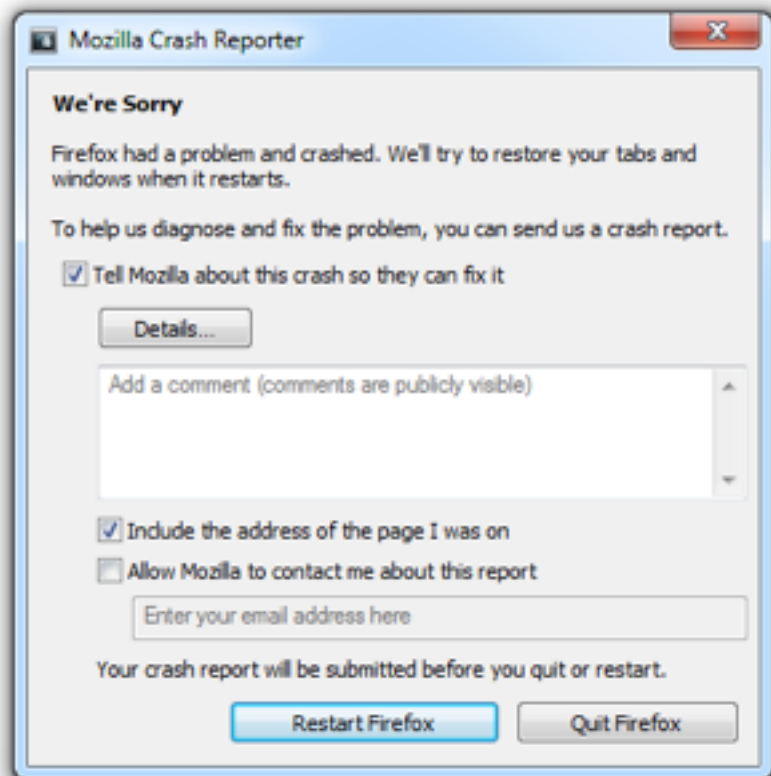 Mozilla Crash Reporter
We're Sorry
Firefox had a problem and crashed. We'll try to restore your tabs and
windows when it restarts.
To help us diagnose and fix the problem, you can send us a crash report.
Tell Mozilla about this crash so they can fix it
Details...
Add a comment (comments are publicly visible)
Include the address of the page I was on
Allow Mozilla to contact me about this report
Enter your email address here
Your crash report will be submitted before you quit or restart.
Restart Firefox
Quit Firefox